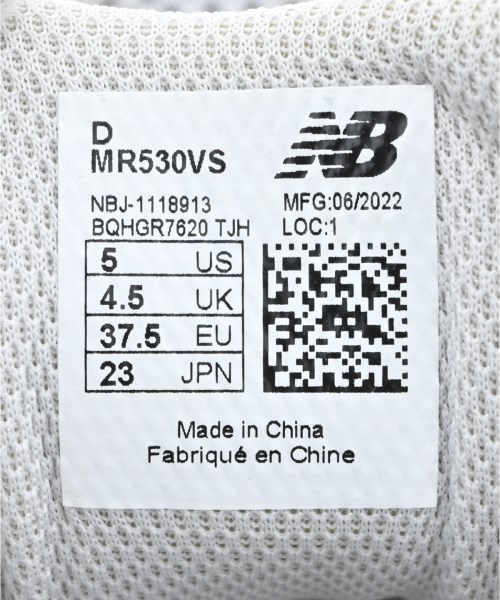 D
MR530VS
NB
NBJ-1118913
BQHGR7620 TJH
MFG:06/2022
LOC:1
5 US
4.5 UK
37.5 EU
23 JPN
Made in China
Fabriqué en Chine